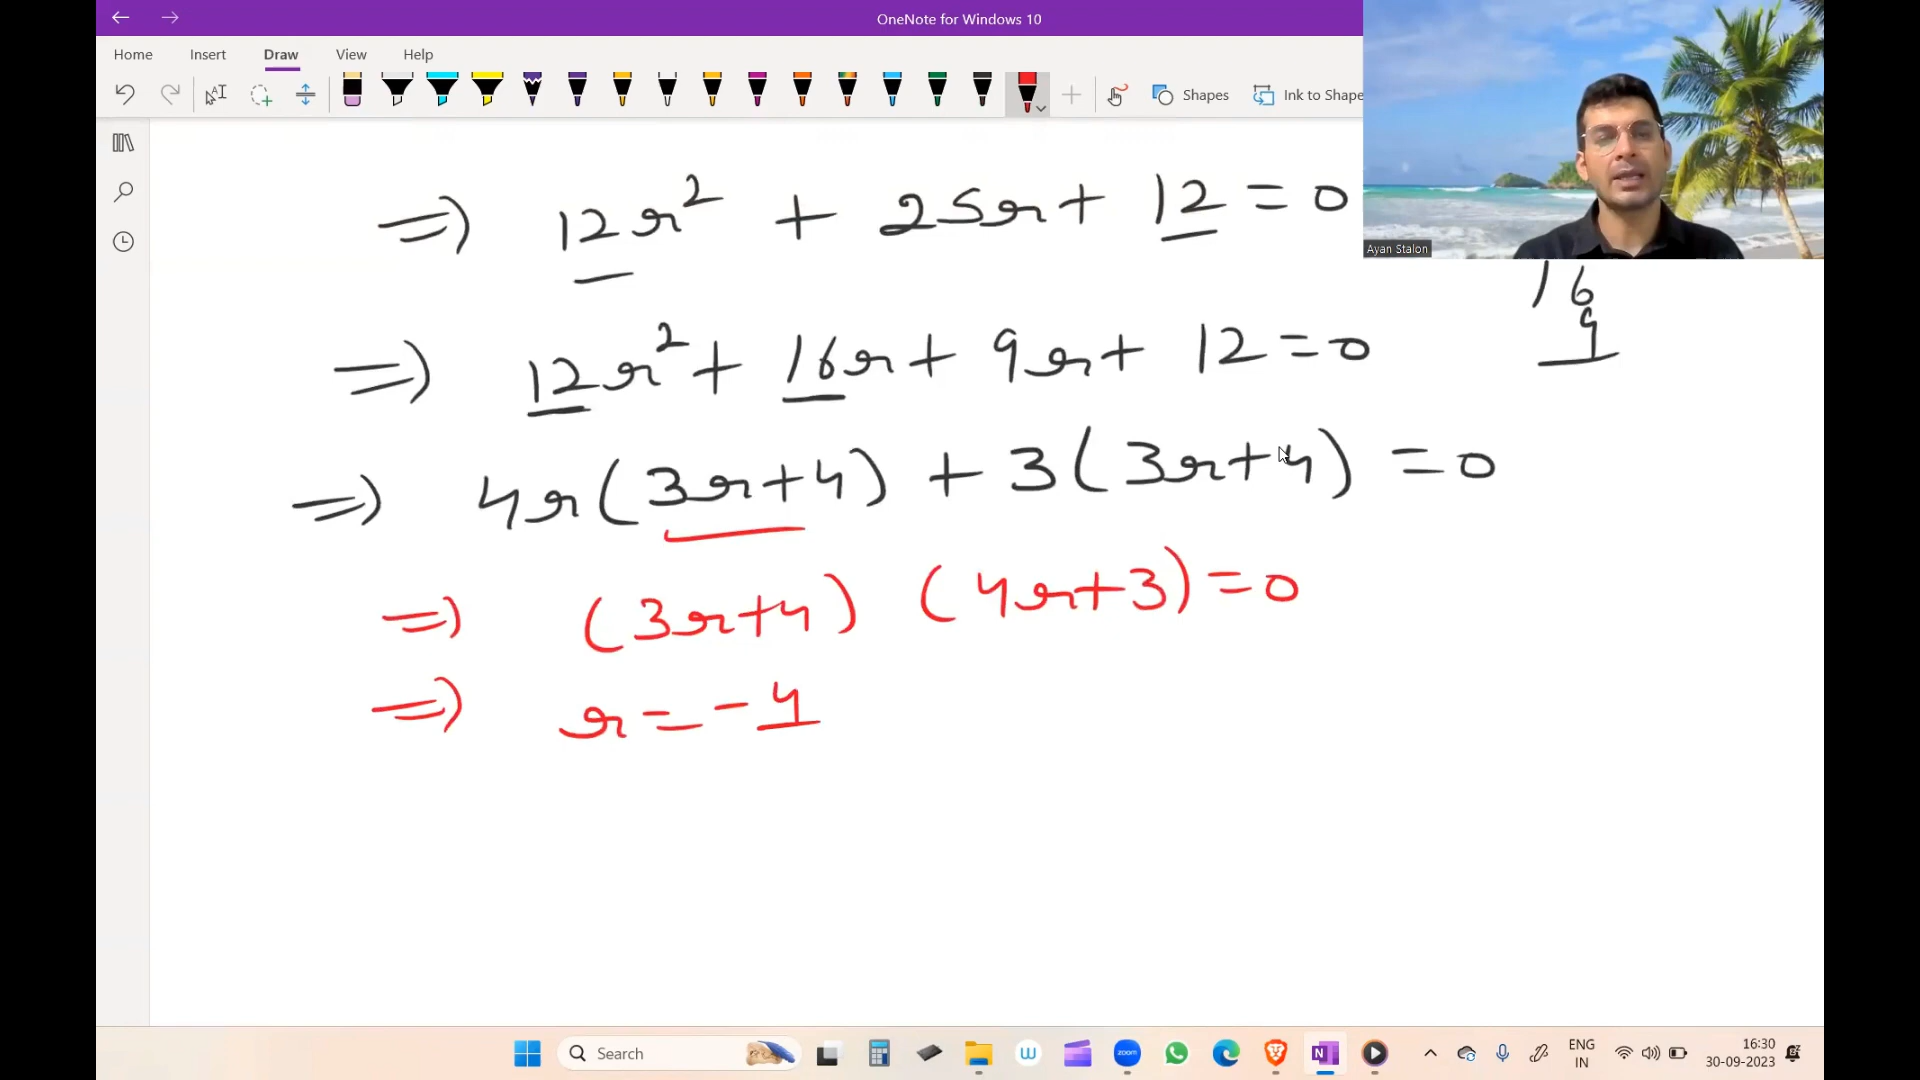 OneNote for Windows 10
Home Insert Draw View Help
Shapes Ink to Shape
Ayan Stalon
⇒ 12r² + 25r + 12 = 0
16
9
⇒ 12r² + 16r + 9r + 12 = 0
⇒ 4r(3r+4) + 3(3r+4) = 0
⇒ (3r+4) (4r+3) = 0
⇒ r = -4
Search
zoom
N
ENG
IN
16:30
30-09-2023